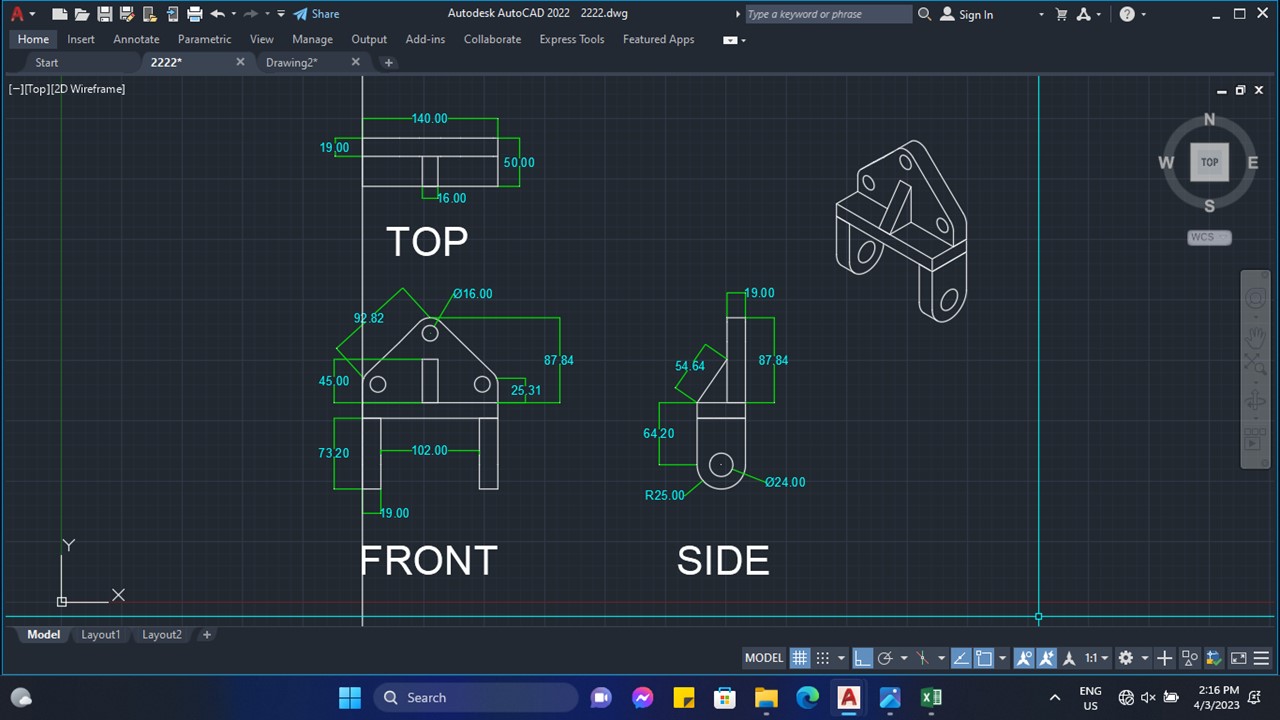 Share
Autodesk AutoCAD 2022 2222.dwg
Type a keyword or phrase
Sign In
Home Insert Annotate Parametric View Manage Output Add-ins Collaborate Express Tools Featured Apps
Start 2222* Drawing2*
[−][Top][2D Wireframe]
140.00
19.00
50.00
16.00
TOP
N
W TOP E
S
WCS
Ø16.00
92.82
87.84
45.00
25.31
73.20
102.00
19.00
FRONT
19.00
54.64
87.84
64.20
Ø24.00
R25.00
SIDE
Y
X
Model Layout1 Layout2
MODEL
1:1
Search
ENG
US
2:16 PM
4/3/2023